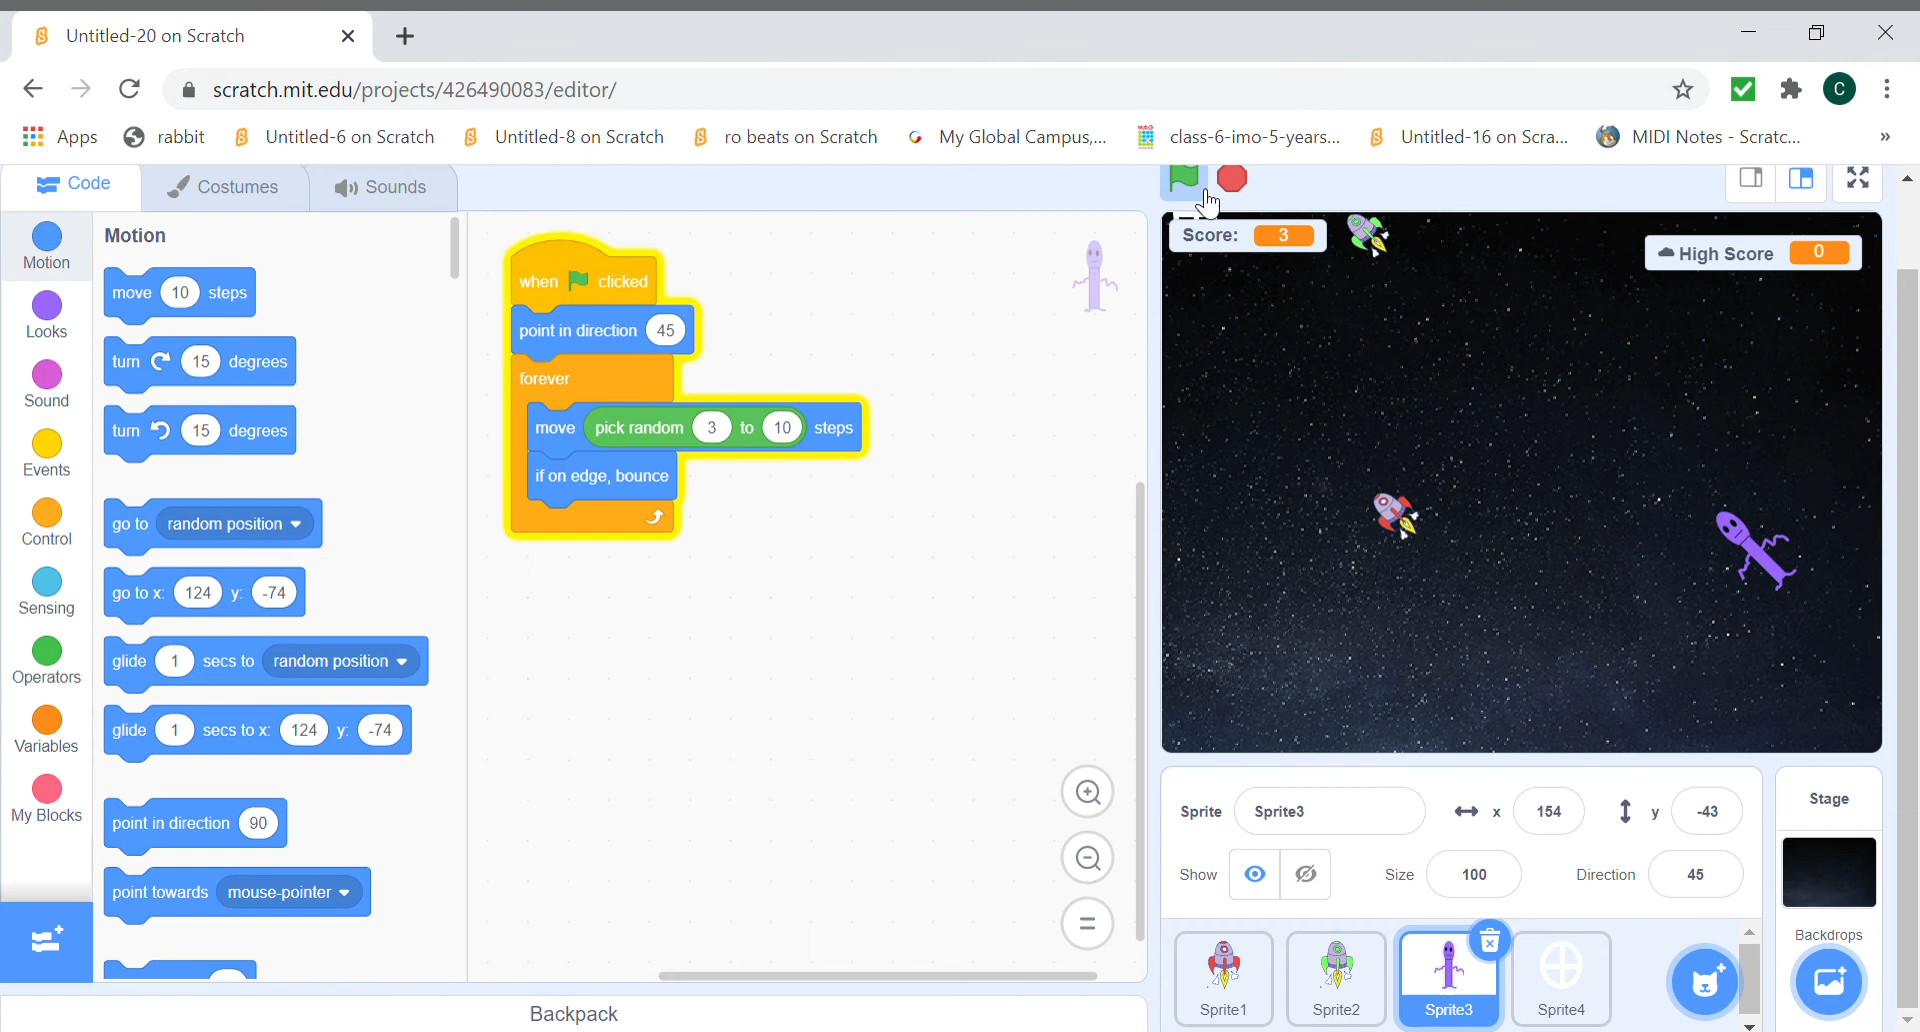 Untitled-20 on Scratch
scratch.mit.edu/projects/426490083/editor/
C
Apps rabbit Untitled-6 on Scratch Untitled-8 on Scratch ro beats on Scratch My Global Campus,... class-6-imo-5-years... Untitled-16 on Scra... MIDI Notes - Scratc... »
Code Costumes Sounds
Motion
Looks
Sound
Events
Control
Sensing
Operators
Variables
My Blocks
Motion
move 10 steps
turn 15 degrees
turn 15 degrees
go to random position
go to x: 124 y: -74
glide 1 secs to random position
glide 1 secs to x: 124 y: -74
point in direction 90
point towards mouse-pointer
when clicked
point in direction 45
forever
move pick random 3 to 10 steps
if on edge, bounce
Backpack
Score: 3
High Score 0
Sprite Sprite3 x 154 y -43
Show Size 100 Direction 45
Sprite1 Sprite2 Sprite3 Sprite4
Stage
Backdrops